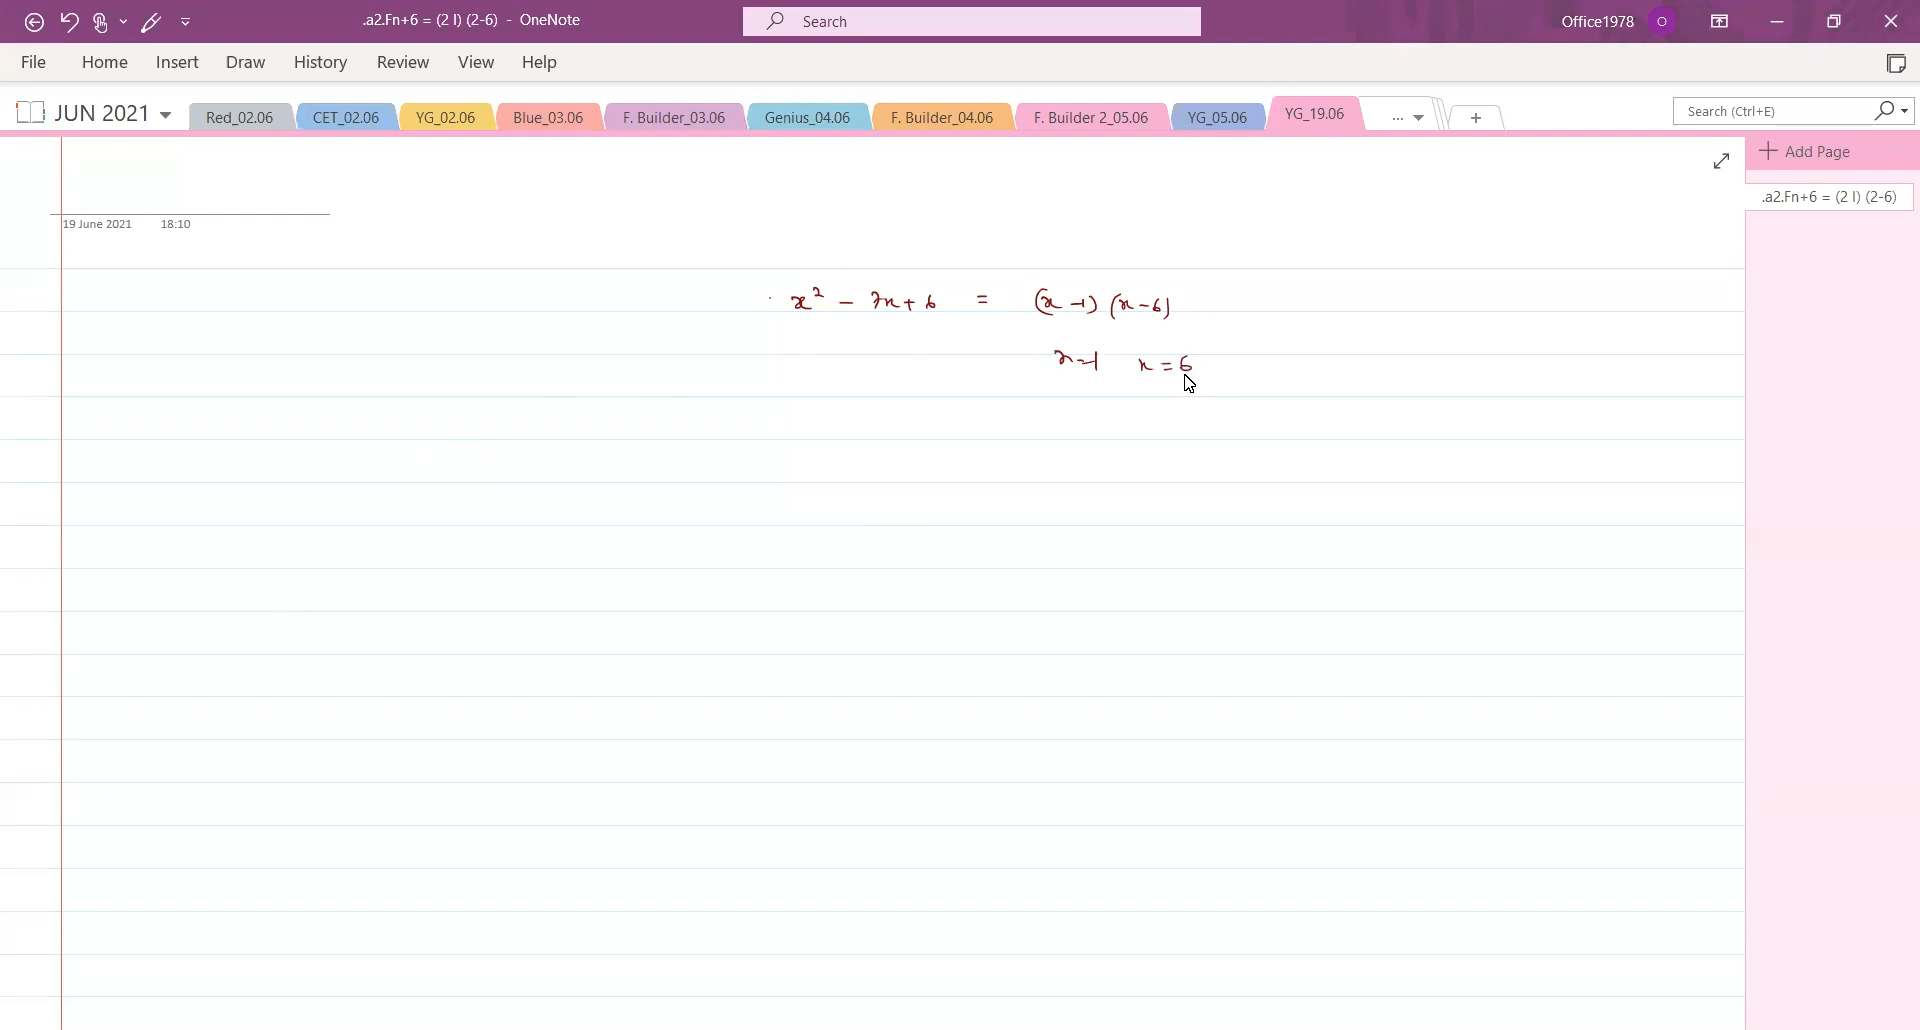 .a2.Fn+6 = (2 I) (2-6) - OneNote
Search
Office1978
O
File Home Insert Draw History Review View Help
JUN 2021
Red_02.06 CET_02.06 YG_02.06 Blue_03.06 F. Builder_03.06 Genius_04.06 F. Builder_04.06 F. Builder 2_05.06 YG_05.06 YG_19.06 ... +
Search (Ctrl+E)
Add Page
.a2.Fn+6 = (2 I) (2-6)
19 June 2021 18:10
x² - 7x + 6 = (x - 1) (x - 6)
x = 1 x = 6